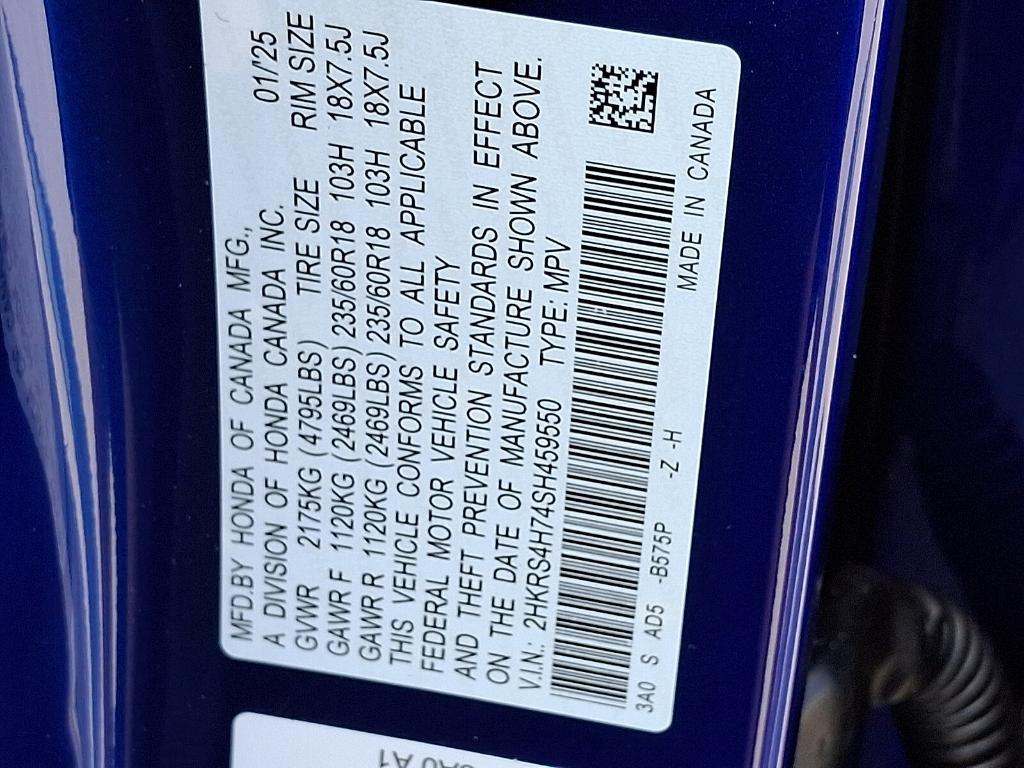 MFD.BY HONDA OF CANADA MFG., 01/25
A DIVISION OF HONDA CANADA INC.
GVWR 2175KG (4795LBS) TIRE SIZE RIM SIZE
GAWR F 1120KG (2469LBS) 235/60R18 103H 18X7.5J
GAWR R 1120KG (2469LBS) 235/60R18 103H 18X7.5J
THIS VEHICLE CONFORMS TO ALL APPLICABLE
FEDERAL MOTOR VEHICLE SAFETY
AND THEFT PREVENTION STANDARDS IN EFFECT
ON THE DATE OF MANUFACTURE SHOWN ABOVE.
V.I.N.: 2HKRS4H74SH459550 TYPE: MPV
3A0 S AD5 -B575P -Z -H MADE IN CANADA